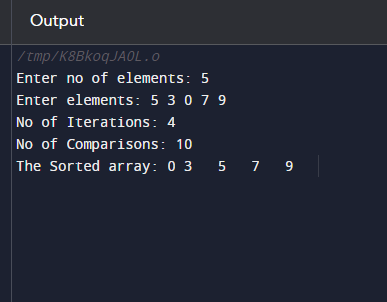 Output
/tmp/K8BkoqJAOL.o
Enter no of elements: 5
Enter elements: 5 3 0 7 9
No of Iterations: 4
No of Comparisons: 10
The Sorted array: 0 3   5   7   9